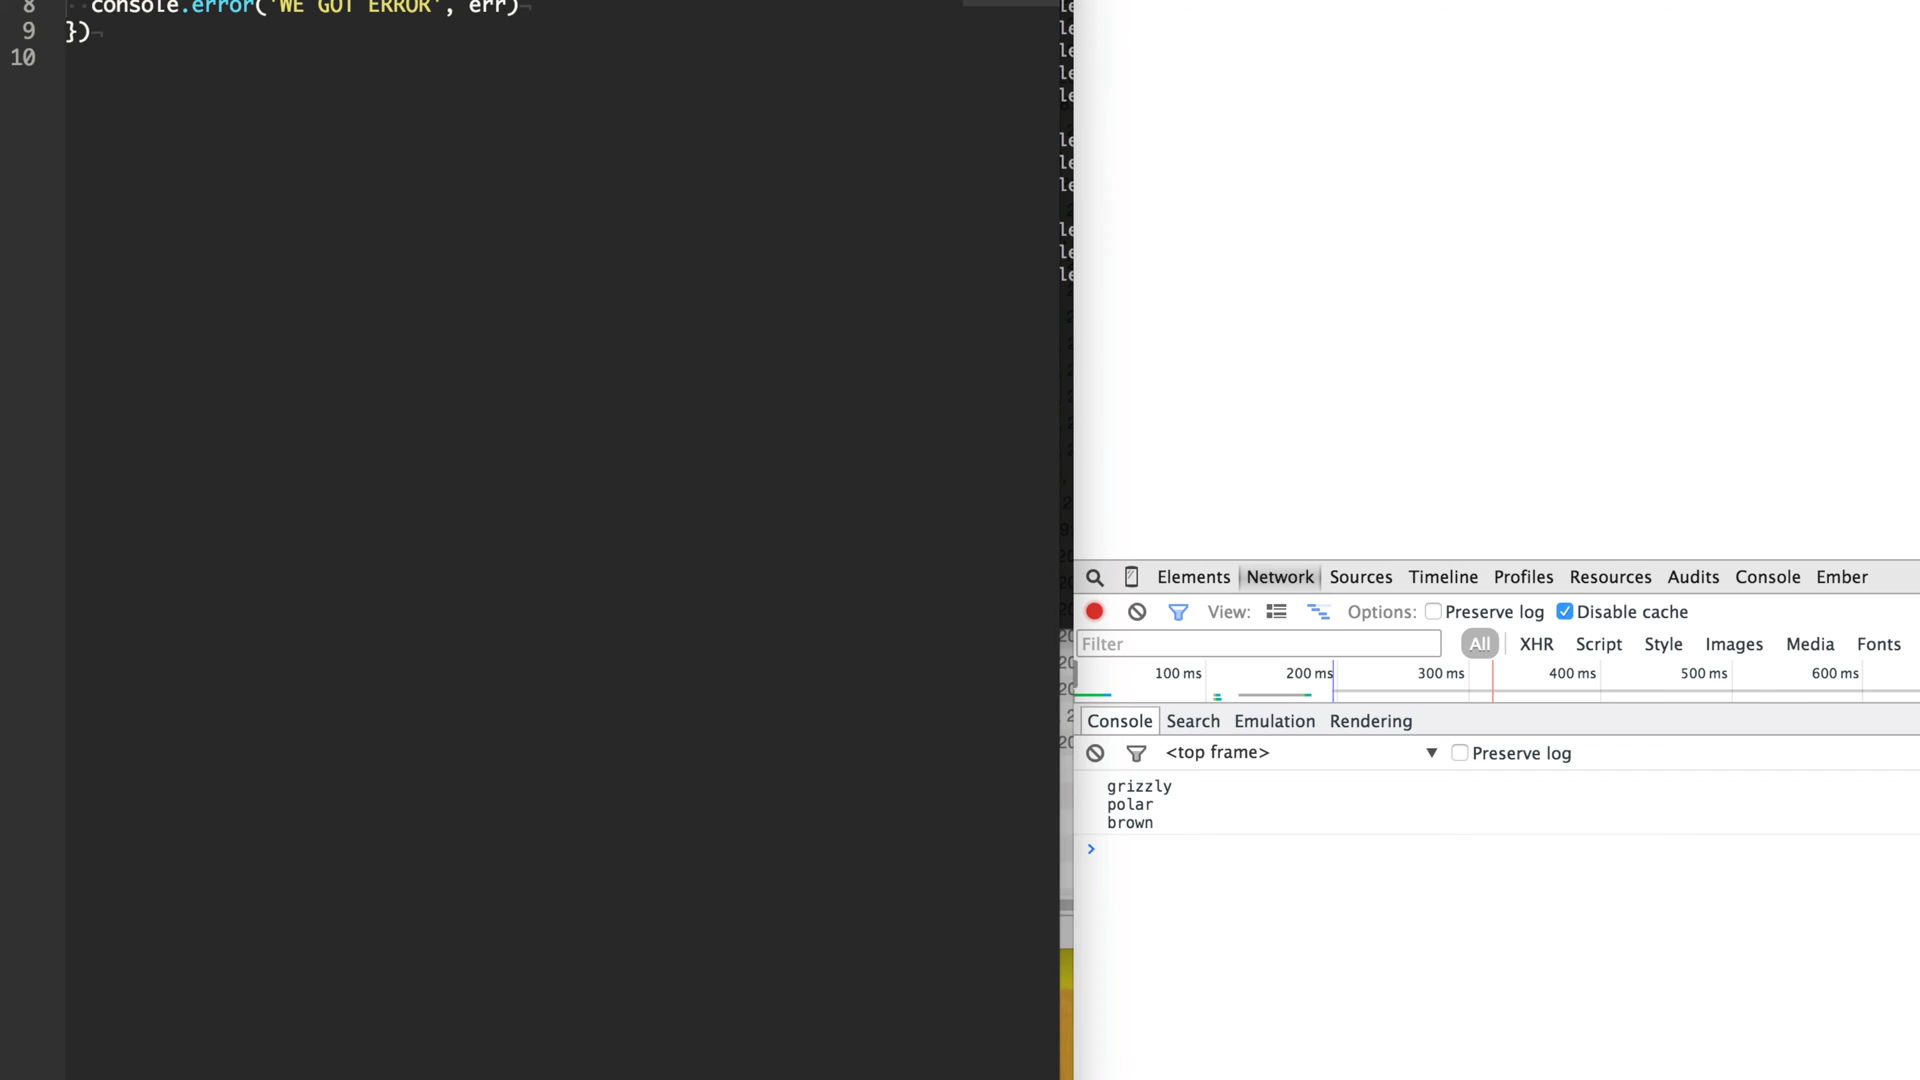 8 console.error('WE GOT ERROR', err)
9 })
10
Elements Network Sources Timeline Profiles Resources Audits Console Ember
View: Options: Preserve log Disable cache
Filter All XHR Script Style Images Media Fonts
100 ms 200 ms 300 ms 400 ms 500 ms 600 ms
Console Search Emulation Rendering
<top frame> ▼ Preserve log
grizzly
polar
brown
>